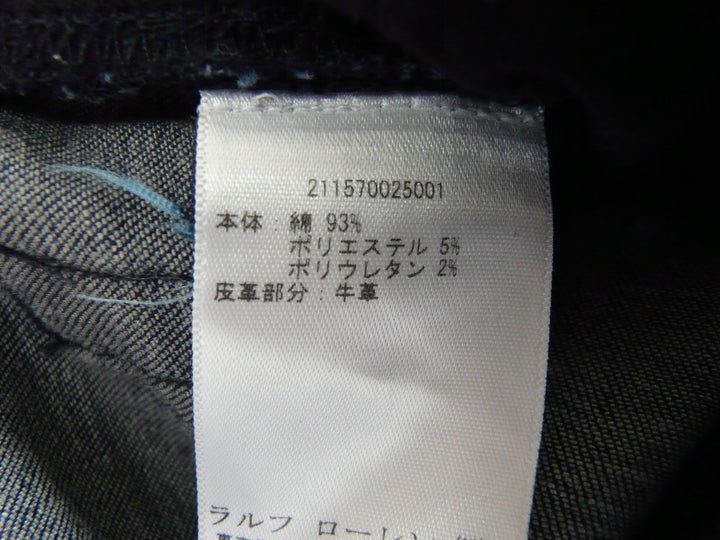 211570025001
本体：綿 93%
ポリエステル 5%
ポリウレタン 2%
皮革部分：牛革
ラルフ ローレン